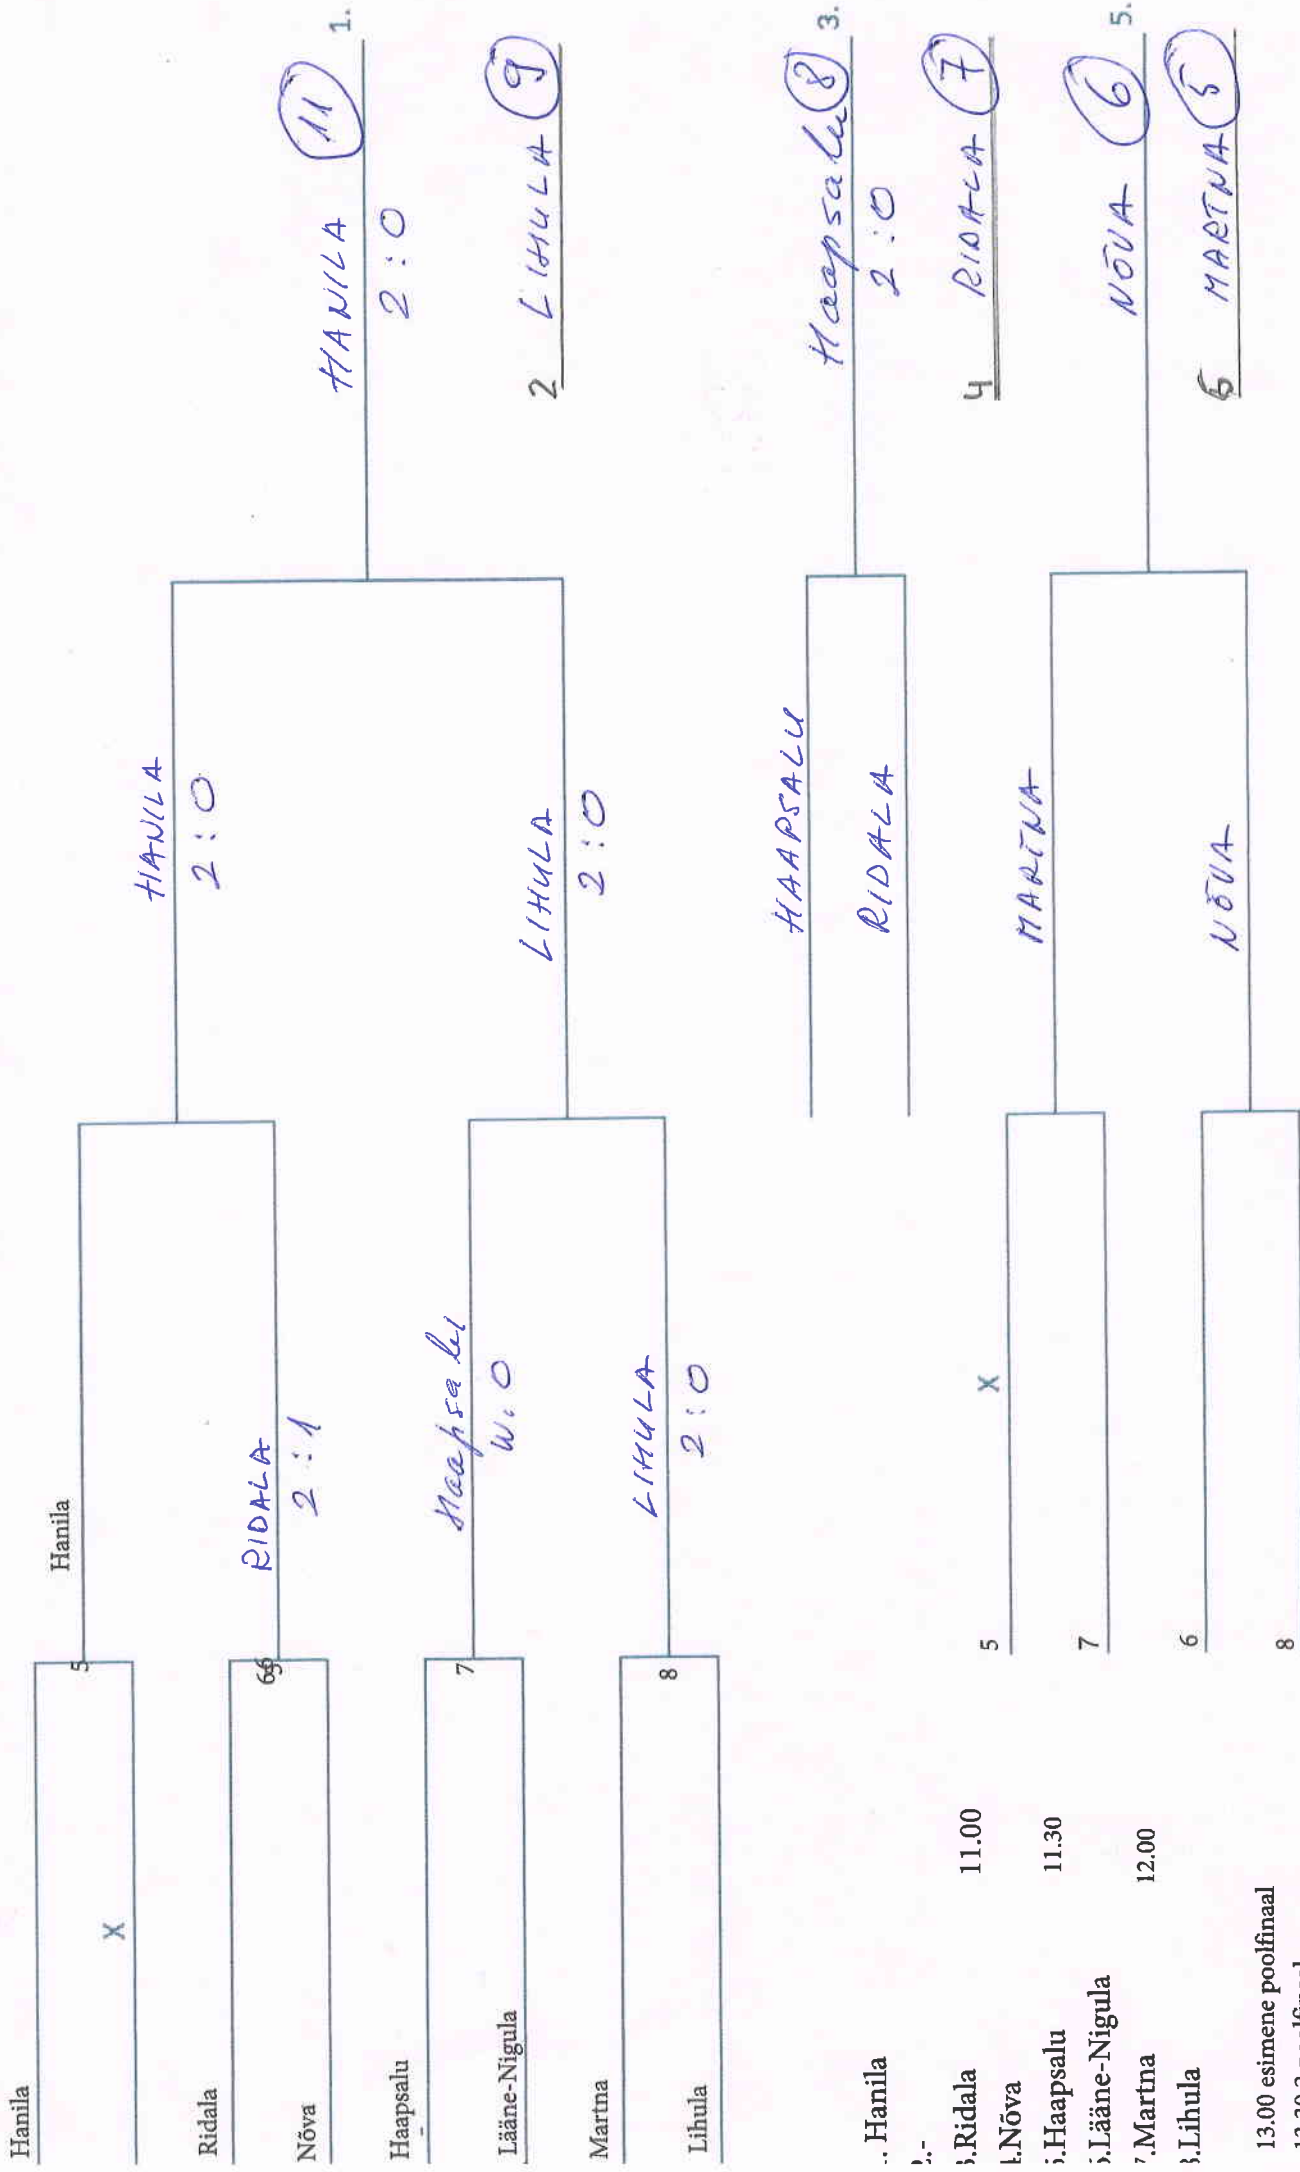 Hanila
X
5
Hanila
Ridala
Nõva
RIDALA
2:1
HANILA
2:0
Haapsalu
-
Lääne-Nigula
7
Haapsalu
W.O
Martna
Lihula
8
LIHULA
2:0
LIHULA
2:0
HANILA 11 1.
2:0
2 LIHULA 9
HAAPSALU
RIDALA
Haapsalu 8 3.
2:0
4 RIDALA 7
5
X
7
MARTNA
6
8
NÕVA
NÕVA 6 5.
6 MARTNA 5
. Hanila
.-
.Ridala 11.00
.Nõva
.Haapsalu 11.30
.Lääne-Nigula
.Martna 12.00
.Lihula
13.00 esimene poolfinaal